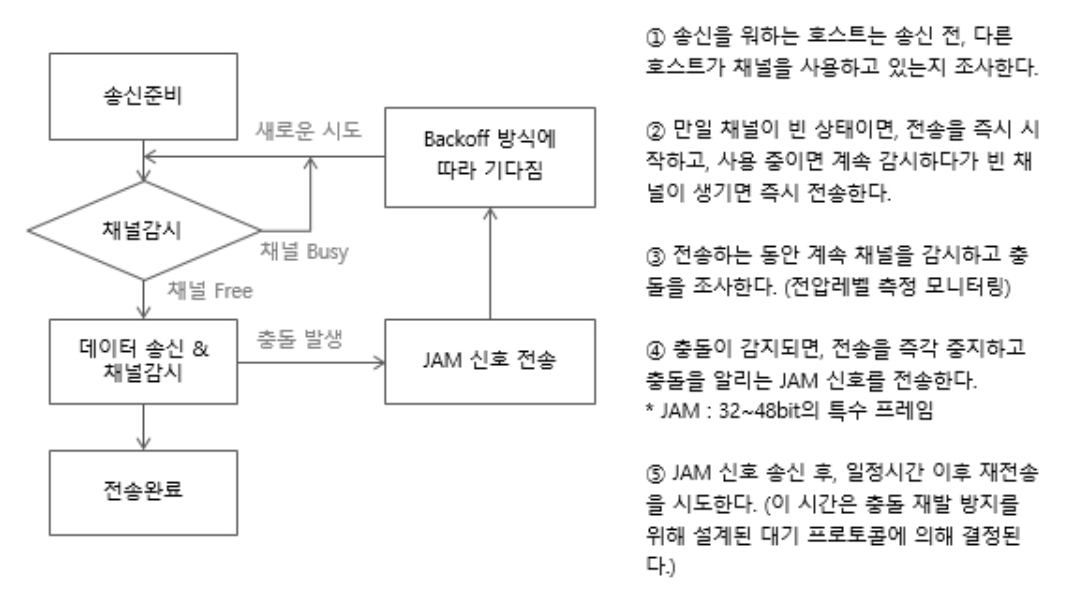 송신준비
새로운 시도
Backoff 방식에
따라 기다짐
채널감시
채널 Busy
채널 Free
데이터 송신 &
채널감시
충돌 발생
JAM 신호 전송
전송완료
① 송신을 워하는 호스트는 송신 전, 다른
호스트가 채널을 사용하고 있는지 조사한다.
② 만일 채널이 빈 상태이면, 전송을 즉시 시
작하고, 사용 중이면 계속 감시하다가 빈 채
널이 생기면 즉시 전송한다.
③ 전송하는 동안 계속 채널을 감시하고 충
돌을 조사한다. (전압레벨 측정 모니터링)
④ 충돌이 감지되면, 전송을 즉각 중지하고
충돌을 알리는 JAM 신호를 전송한다.
* JAM : 32~48bit의 특수 프레임
⑤ JAM 신호 송신 후, 일정시간 이후 재전송
을 시도한다. (이 시간은 충돌 재발 방지를
위해 설계된 대기 프로토콜에 의해 결정된
다.)